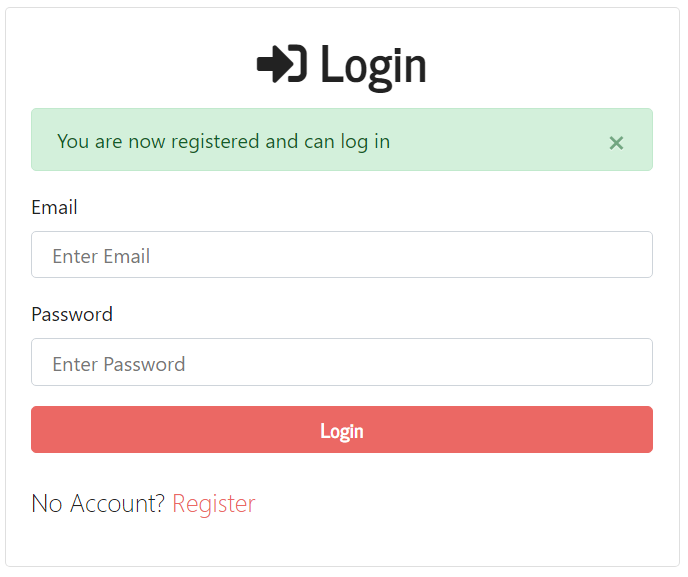 Login
You are now registered and can log in ×
Email
Enter Email
Password
Enter Password
Login
No Account? Register